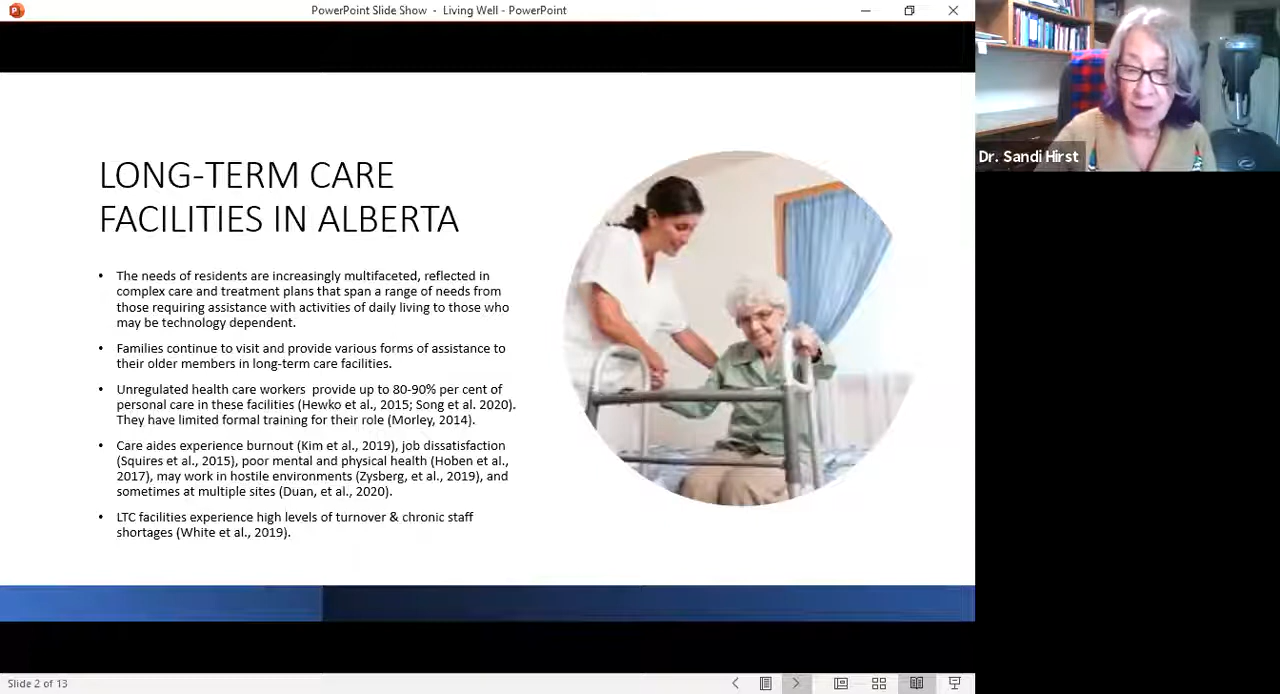 PowerPoint Slide Show - Living Well - PowerPoint
Dr. Sandi Hirst
LONG-TERM CARE
FACILITIES IN ALBERTA
• The needs of residents are increasingly multifaceted, reflected in
complex care and treatment plans that span a range of needs from
those requiring assistance with activities of daily living to those who
may be technology dependent.
• Families continue to visit and provide various forms of assistance to
their older members in long-term care facilities.
• Unregulated health care workers  provide up to 80-90% per cent of
personal care in these facilities (Hewko et al., 2015; Song et al. 2020).
They have limited formal training for their role (Morley, 2014).
• Care aides experience burnout (Kim et al., 2019), job dissatisfaction
(Squires et al., 2015), poor mental and physical health (Hoben et al.,
2017), may work in hostile environments (Zysberg, et al., 2019), and
sometimes at multiple sites (Duan, et al., 2020).
• LTC facilities experience high levels of turnover & chronic staff
shortages (White et al., 2019).
Slide 2 of 13